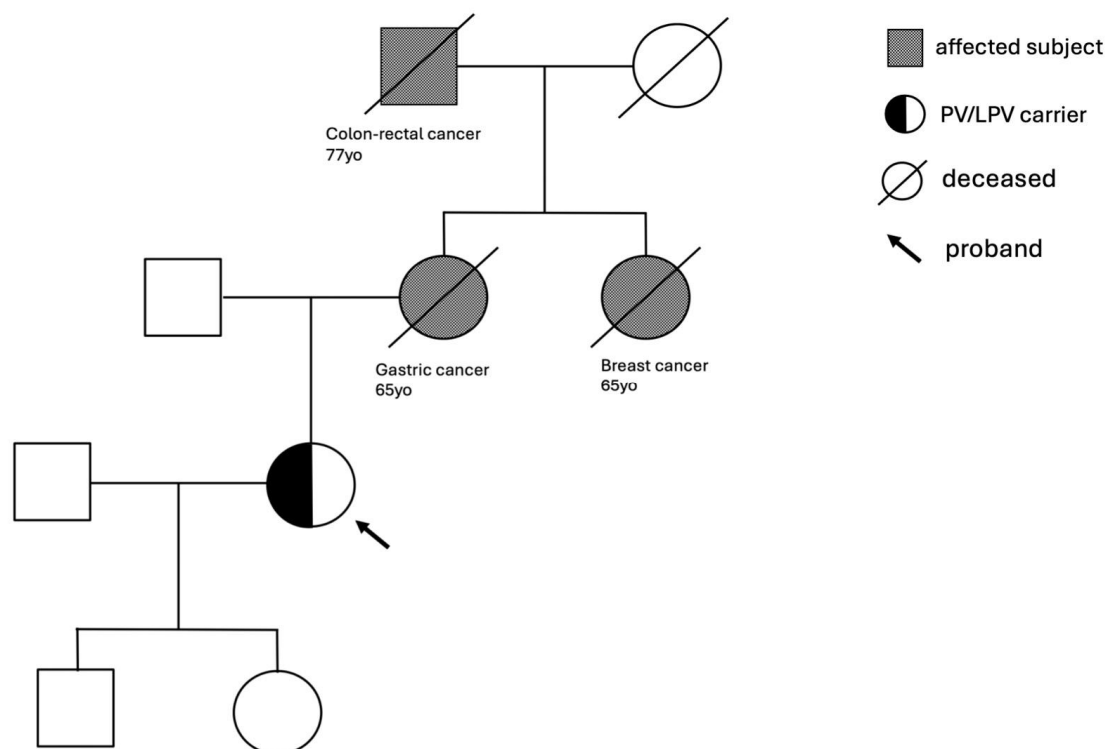 affected subject
PV/LPV carrier
deceased
proband
Colon-rectal cancer
77yo
Gastric cancer
65yo
Breast cancer
65yo